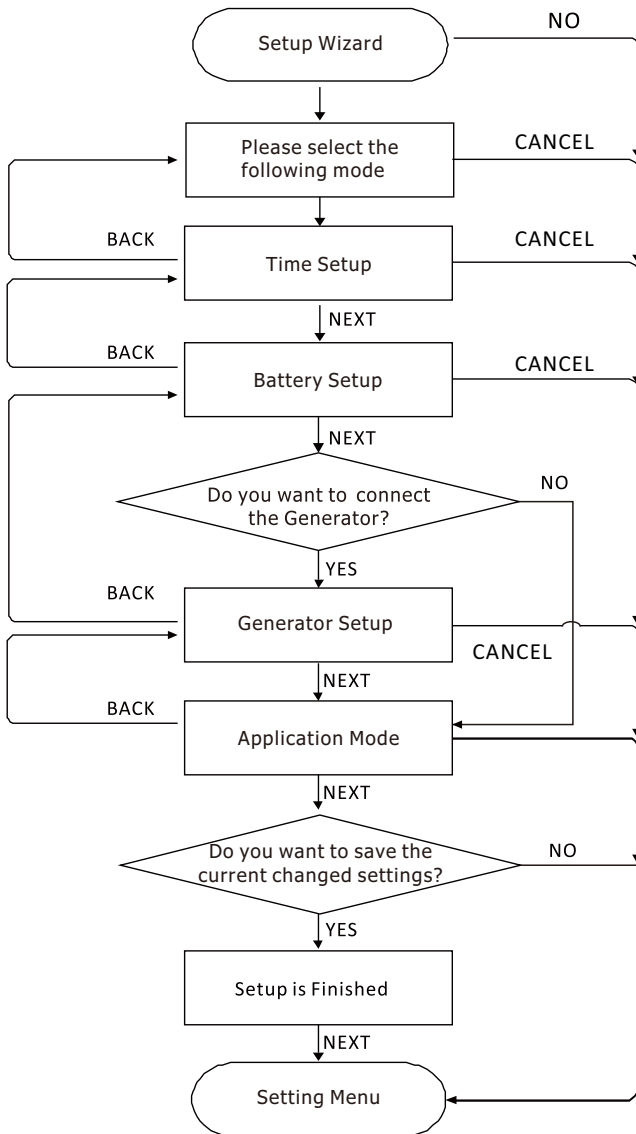 Setup Wizard
NO
Please select the
following mode
CANCEL
BACK
Time Setup
CANCEL
NEXT
BACK
Battery Setup
CANCEL
NEXT
Do you want to connect
the Generator?
NO
YES
BACK
Generator Setup
CANCEL
NEXT
BACK
Application Mode
NEXT
Do you want to save the
current changed settings?
NO
YES
Setup is Finished
NEXT
Setting Menu